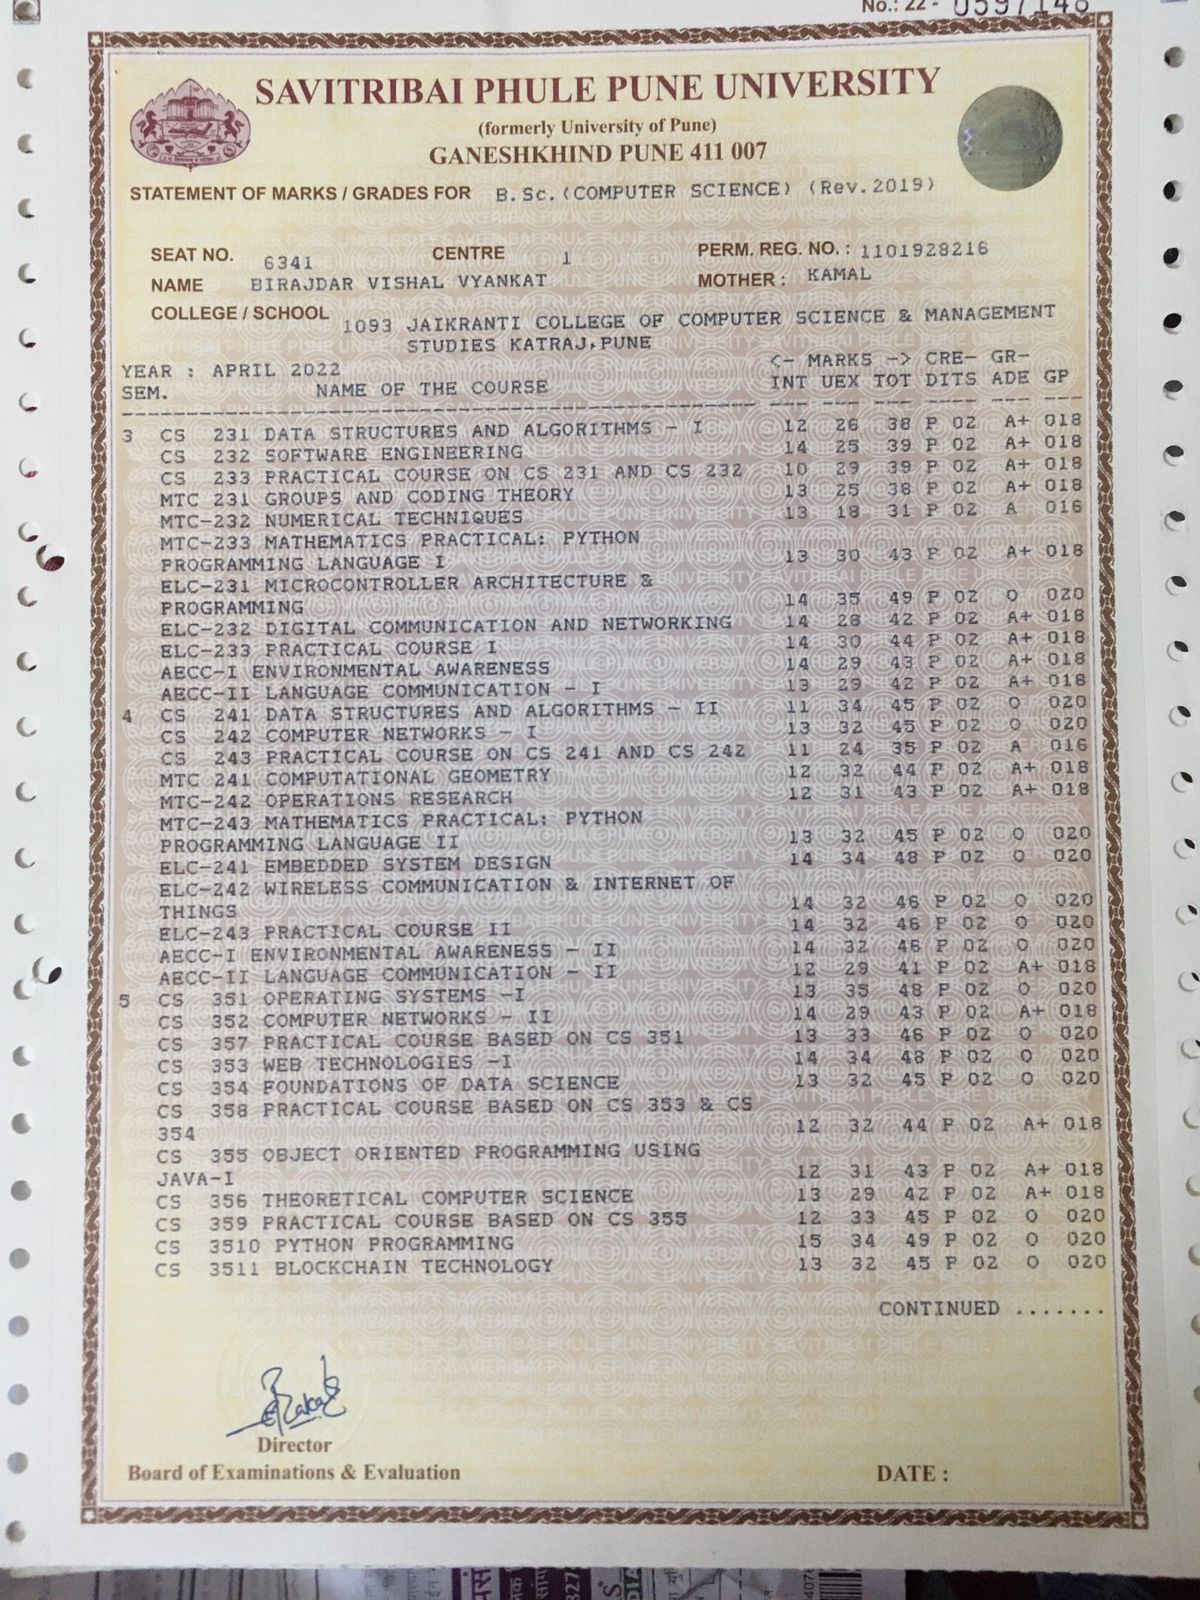 No.: 22 - 0597148
SAVITRIBAI PHULE PUNE UNIVERSITY
(formerly University of Pune)
GANESHKHIND PUNE 411 007
STATEMENT OF MARKS / GRADES FOR B.Sc.(COMPUTER SCIENCE) (Rev.2019)
SEAT NO. 6341 CENTRE 1 PERM. REG. NO. : 1101928216
NAME BIRAJDAR VISHAL VYANKAT MOTHER : KAMAL
COLLEGE / SCHOOL 1093 JAIKRANTI COLLEGE OF COMPUTER SCIENCE & MANAGEMENT
STUDIES KATRAJ,PUNE
YEAR : APRIL 2022 <- MARKS -> CRE- GR-
SEM. NAME OF THE COURSE INT UEX TOT DITS ADE GP
3 CS 231 DATA STRUCTURES AND ALGORITHMS - I 12 26 38 P 02 A+ 018
CS 232 SOFTWARE ENGINEERING 14 25 39 P 02 A+ 018
CS 233 PRACTICAL COURSE ON CS 231 AND CS 232 10 29 39 P 02 A+ 018
MTC 231 GROUPS AND CODING THEORY 13 25 38 P 02 A+ 018
MTC-232 NUMERICAL TECHNIQUES 13 18 31 P 02 A 016
MTC-233 MATHEMATICS PRACTICAL: PYTHON
PROGRAMMING LANGUAGE I 13 30 43 P 02 A+ 018
ELC-231 MICROCONTROLLER ARCHITECTURE &
PROGRAMMING 14 35 49 P 02 O 020
ELC-232 DIGITAL COMMUNICATION AND NETWORKING 14 28 42 P 02 A+ 018
ELC-233 PRACTICAL COURSE I 14 30 44 P 02 A+ 018
AECC-I ENVIRONMENTAL AWARENESS 14 29 43 P 02 A+ 018
AECC-II LANGUAGE COMMUNICATION - I 13 29 42 P 02 A+ 018
4 CS 241 DATA STRUCTURES AND ALGORITHMS - II 11 34 45 P 02 O 020
CS 242 COMPUTER NETWORKS - I 13 32 45 P 02 O 020
CS 243 PRACTICAL COURSE ON CS 241 AND CS 242 11 24 35 P 02 A 016
MTC 241 COMPUTATIONAL GEOMETRY 12 32 44 P 02 A+ 018
MTC-242 OPERATIONS RESEARCH 12 31 43 P 02 A+ 018
MTC-243 MATHEMATICS PRACTICAL: PYTHON
PROGRAMMING LANGUAGE II 13 32 45 P 02 O 020
ELC-241 EMBEDDED SYSTEM DESIGN 14 34 48 P 02 O 020
ELC-242 WIRELESS COMMUNICATION & INTERNET OF
THINGS 14 32 46 P 02 O 020
ELC-243 PRACTICAL COURSE II 14 32 46 P 02 O 020
AECC-I ENVIRONMENTAL AWARENESS - II 14 32 46 P 02 O 020
AECC-II LANGUAGE COMMUNICATION - II 12 29 41 P 02 A+ 018
5 CS 351 OPERATING SYSTEMS -I 13 35 48 P 02 O 020
CS 352 COMPUTER NETWORKS - II 14 29 43 P 02 A+ 018
CS 357 PRACTICAL COURSE BASED ON CS 351 13 33 46 P 02 O 020
CS 353 WEB TECHNOLOGIES -I 14 34 48 P 02 O 020
CS 354 FOUNDATIONS OF DATA SCIENCE 13 32 45 P 02 O 020
CS 358 PRACTICAL COURSE BASED ON CS 353 & CS
354 12 32 44 P 02 A+ 018
CS 355 OBJECT ORIENTED PROGRAMMING USING
JAVA-I 12 31 43 P 02 A+ 018
CS 356 THEORETICAL COMPUTER SCIENCE 13 29 42 P 02 A+ 018
CS 359 PRACTICAL COURSE BASED ON CS 355 12 33 45 P 02 O 020
CS 3510 PYTHON PROGRAMMING 15 34 49 P 02 O 020
CS 3511 BLOCKCHAIN TECHNOLOGY 13 32 45 P 02 O 020
CONTINUED .......
Director
Board of Examinations & Evaluation DATE :